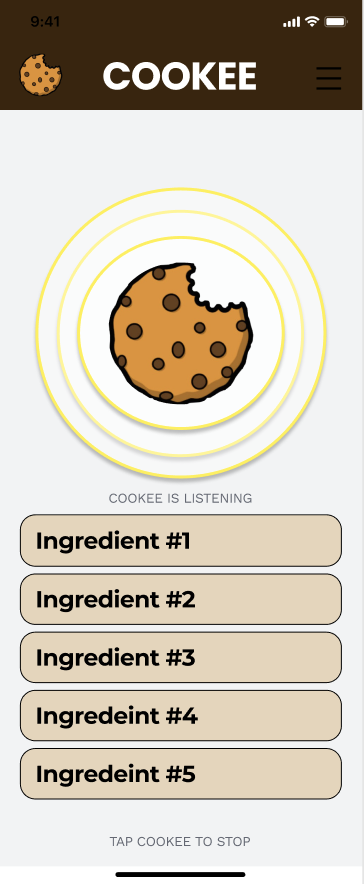 9:41
COOKEE
COOKEE IS LISTENING
Ingredient #1
Ingredient #2
Ingredient #3
Ingredeint #4
Ingredeint #5
TAP COOKEE TO STOP